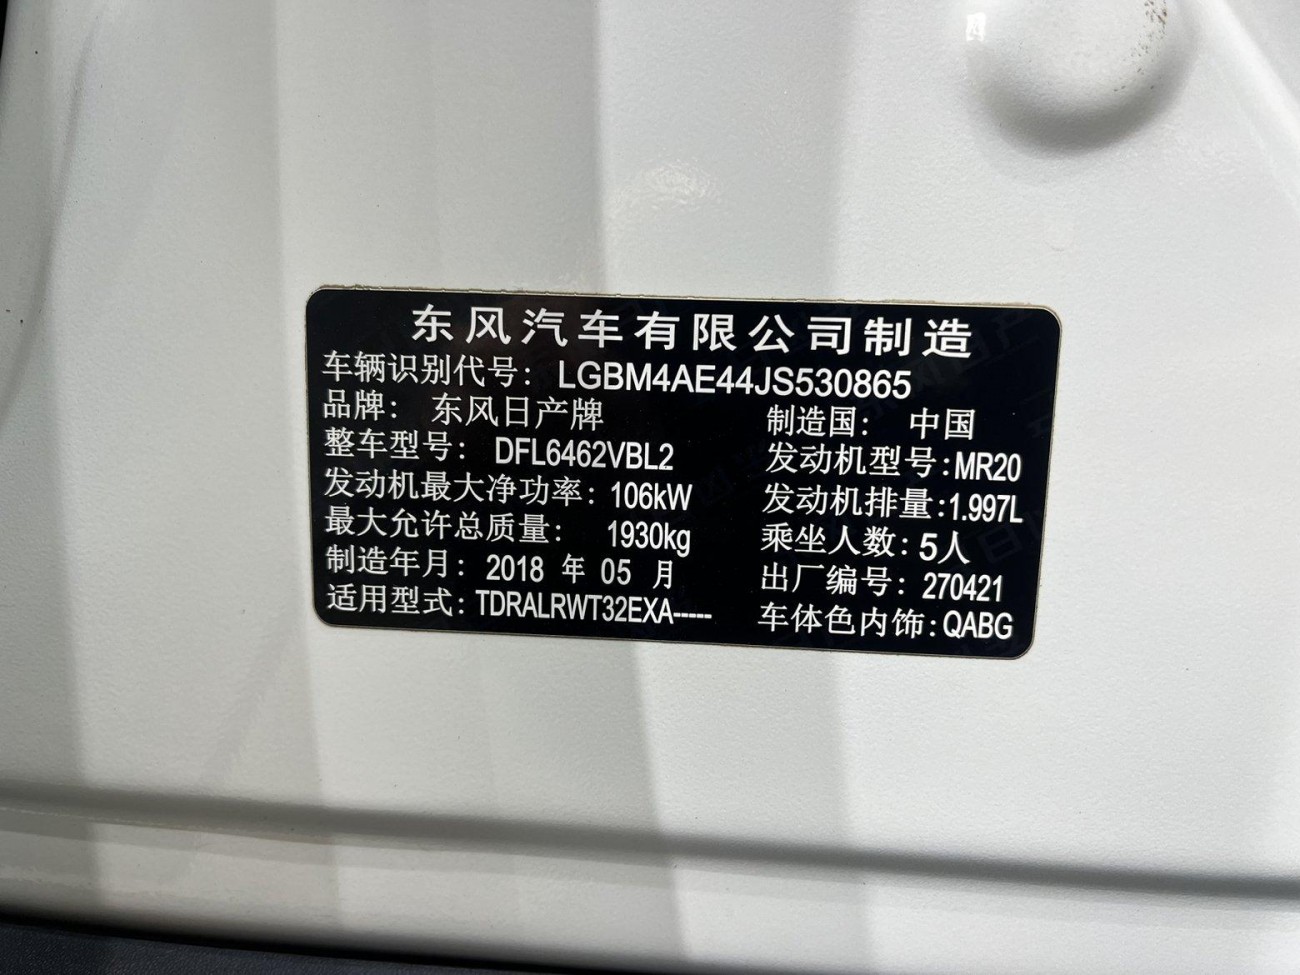 东风汽车有限公司制造
车辆识别代号: LGBM4AE44JS530865
品牌: 东风日产牌 制造国: 中国
整车型号: DFL6462VBL2 发动机型号:MR20
发动机最大净功率: 106kW 发动机排量:1.997L
最大允许总质量: 1930kg 乘坐人数: 5人
制造年月: 2018 年 05 月 出厂编号: 270421
适用型式: TDRALRWT32EXA----- 车体色内饰:QABG